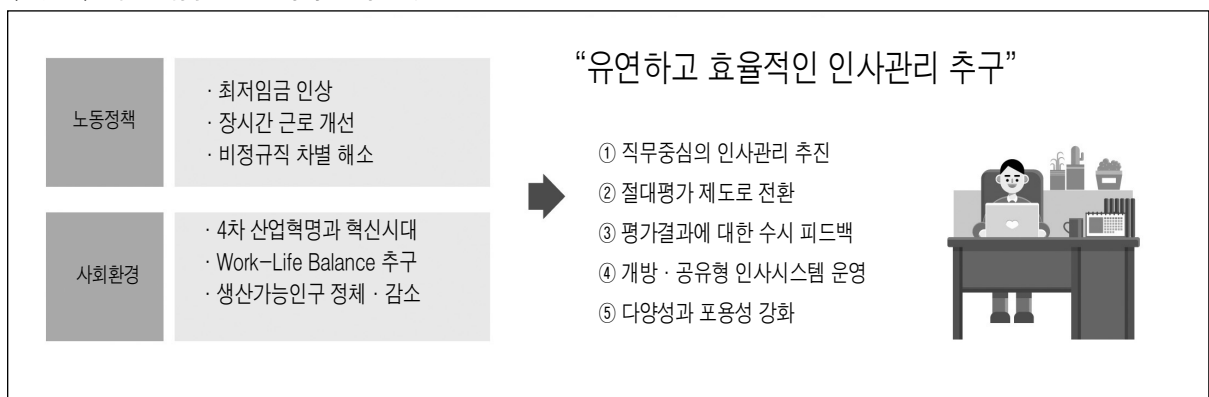 노동정책
· 최저임금 인상
· 장시간 근로 개선
· 비정규직 차별 해소
사회환경
· 4차 산업혁명과 혁신시대
· Work-Life Balance 추구
· 생산가능인구 정체 · 감소
“유연하고 효율적인 인사관리 추구”
① 직무중심의 인사관리 추진
② 절대평가 제도로 전환
③ 평가결과에 대한 수시 피드백
④ 개방 · 공유형 인사시스템 운영
⑤ 다양성과 포용성 강화